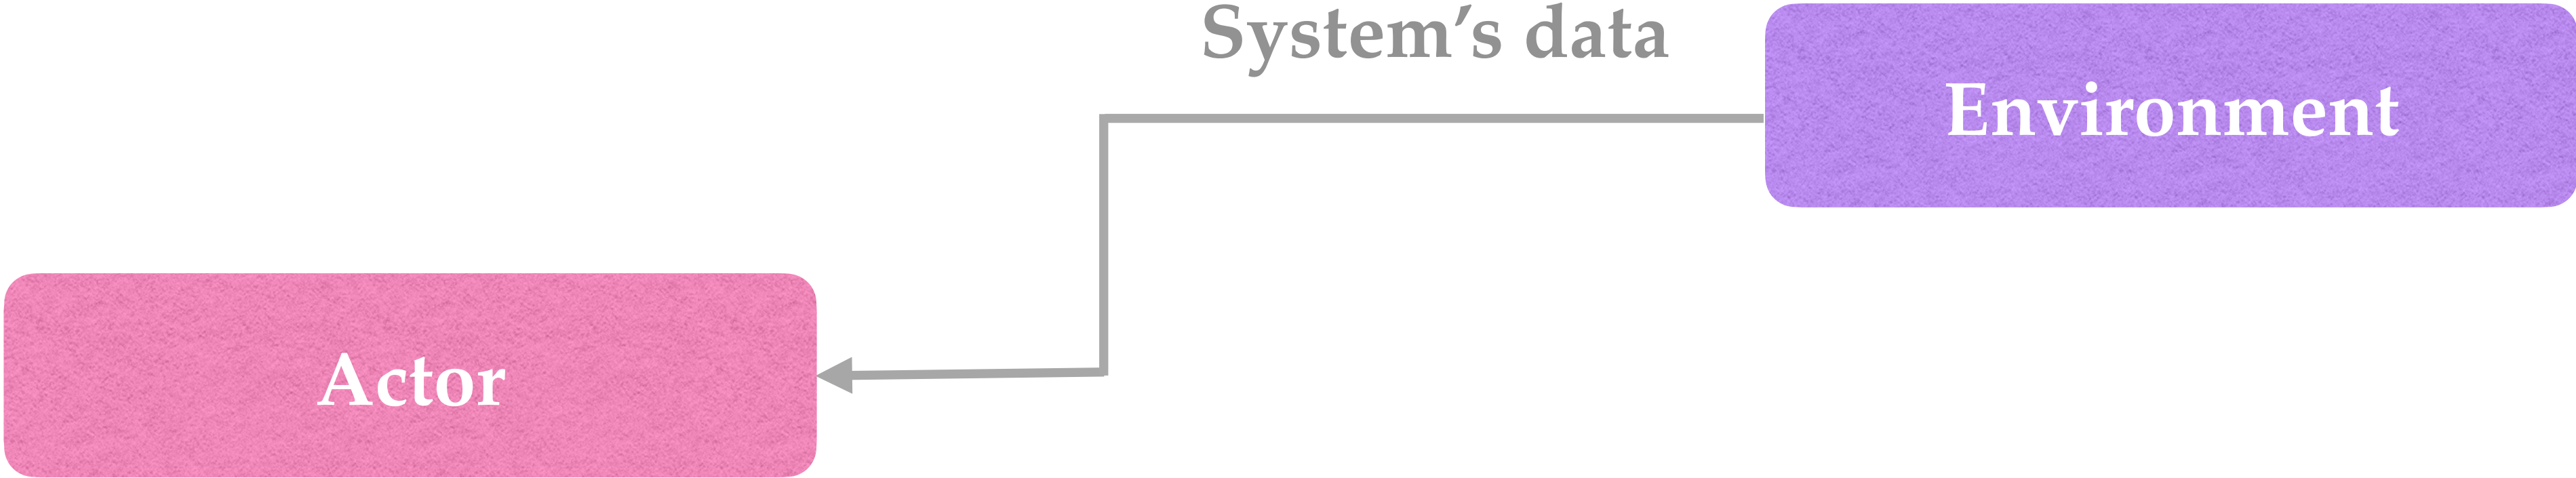 System’s data
Environment
Actor